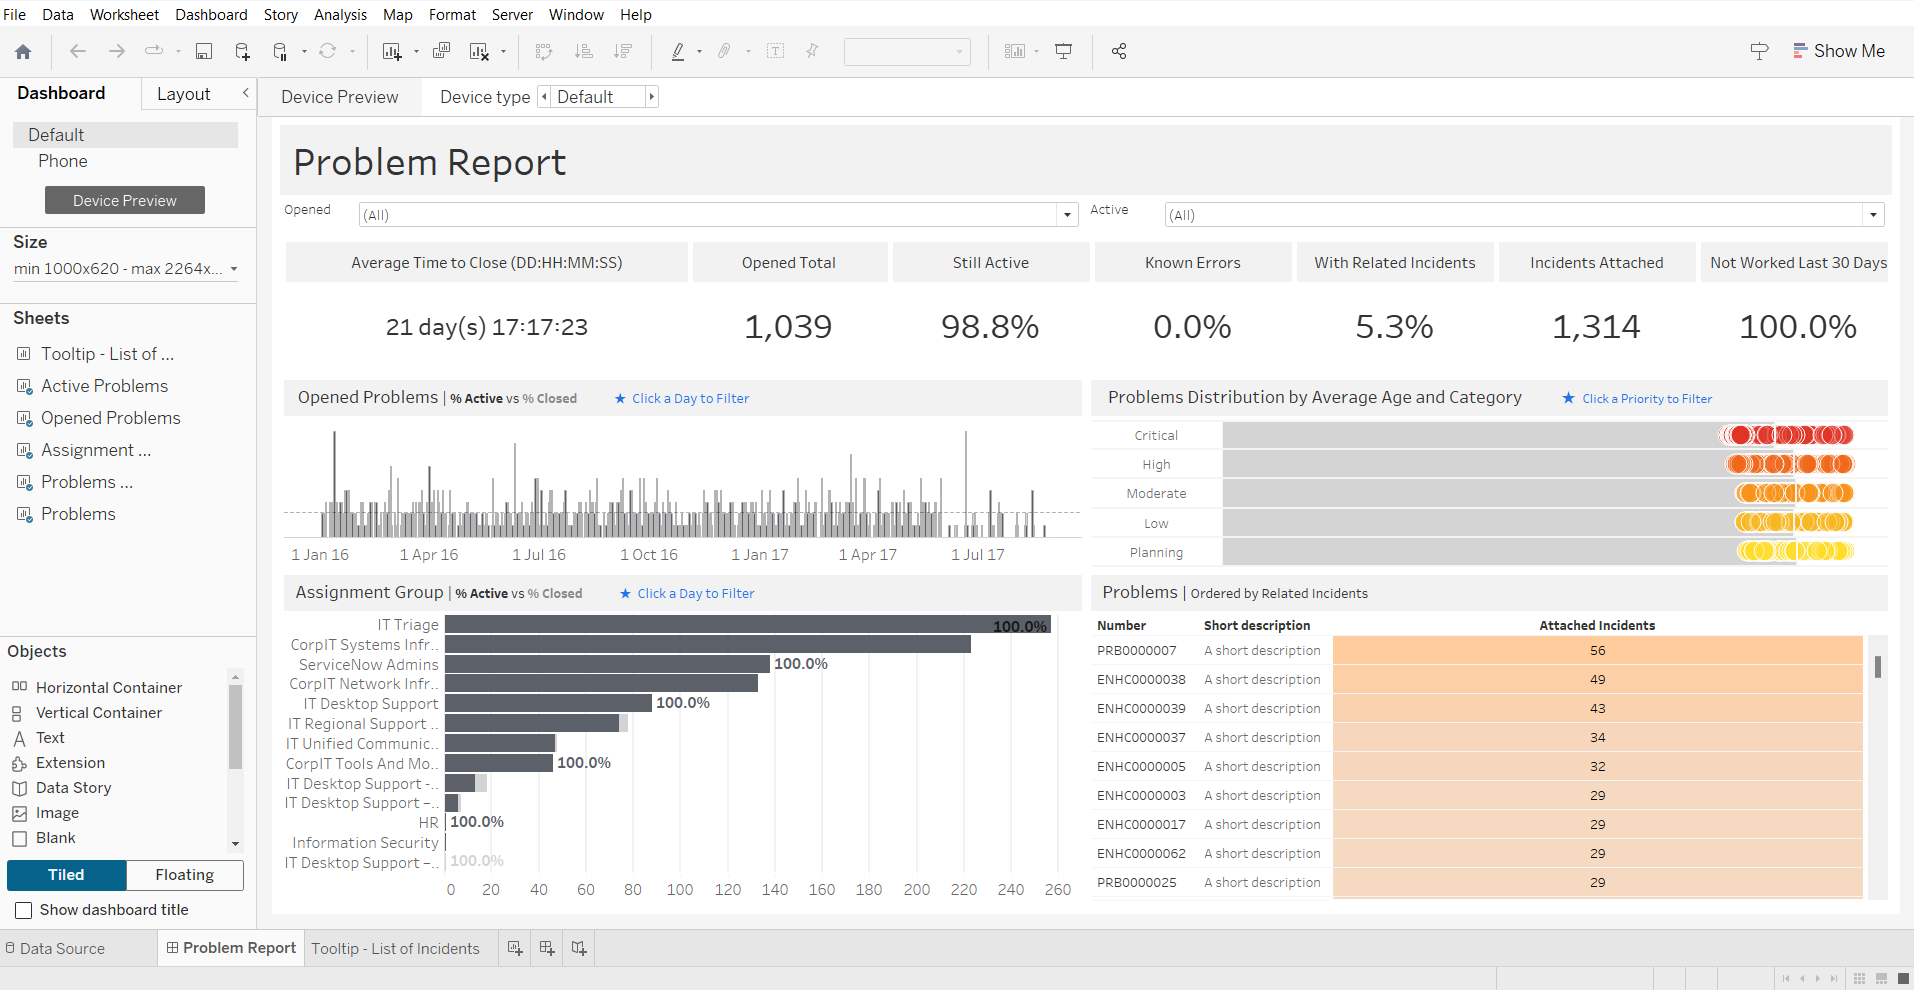 File Data Worksheet Dashboard Story Analysis Map Format Server Window Help
Show Me
Dashboard Layout
Device Preview Device type Default
Default
Phone
Device Preview
Size
min 1000x620 - max 2264x...
Sheets
Tooltip - List of ...
Active Problems
Opened Problems
Assignment ...
Problems ...
Problems
Objects
Horizontal Container
Vertical Container
Text
Extension
Data Story
Image
Blank
Tiled Floating
Show dashboard title
Problem Report
Opened (All) Active (All)
Average Time to Close (DD:HH:MM:SS) Opened Total Still Active Known Errors With Related Incidents Incidents Attached Not Worked Last 30 Days
21 day(s) 17:17:23 1,039 98.8% 0.0% 5.3% 1,314 100.0%
Opened Problems | % Active vs % Closed ★ Click a Day to Filter
1 Jan 16 1 Apr 16 1 Jul 16 1 Oct 16 1 Jan 17 1 Apr 17 1 Jul 17
Problems Distribution by Average Age and Category ★ Click a Priority to Filter
Critical
High
Moderate
Low
Planning
Assignment Group | % Active vs % Closed ★ Click a Day to Filter
IT Triage 100.0%
CorpIT Systems Infr..
ServiceNow Admins 100.0%
CorpIT Network Infr..
IT Desktop Support 100.0%
IT Regional Support ..
IT Unified Communic..
CorpIT Tools And Mo.. 100.0%
IT Desktop Support -..
IT Desktop Support –..
HR 100.0%
Information Security
IT Desktop Support –.. 100.0%
0 20 40 60 80 100 120 140 160 180 200 220 240 260
Problems | Ordered by Related Incidents
Number Short description Attached Incidents
PRB0000007 A short description 56
ENHC0000038 A short description 49
ENHC0000039 A short description 43
ENHC0000037 A short description 34
ENHC0000005 A short description 32
ENHC0000003 A short description 29
ENHC0000017 A short description 29
ENHC0000062 A short description 29
PRB0000025 A short description 29
Data Source Problem Report Tooltip - List of Incidents